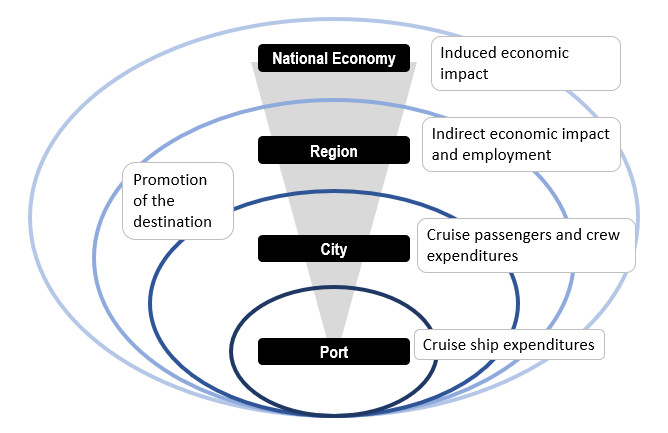 National Economy
Induced economic
impact
Region
Indirect economic impact
and employment
Promotion
of the
destination
City
Cruise passengers and crew
expenditures
Port
Cruise ship expenditures